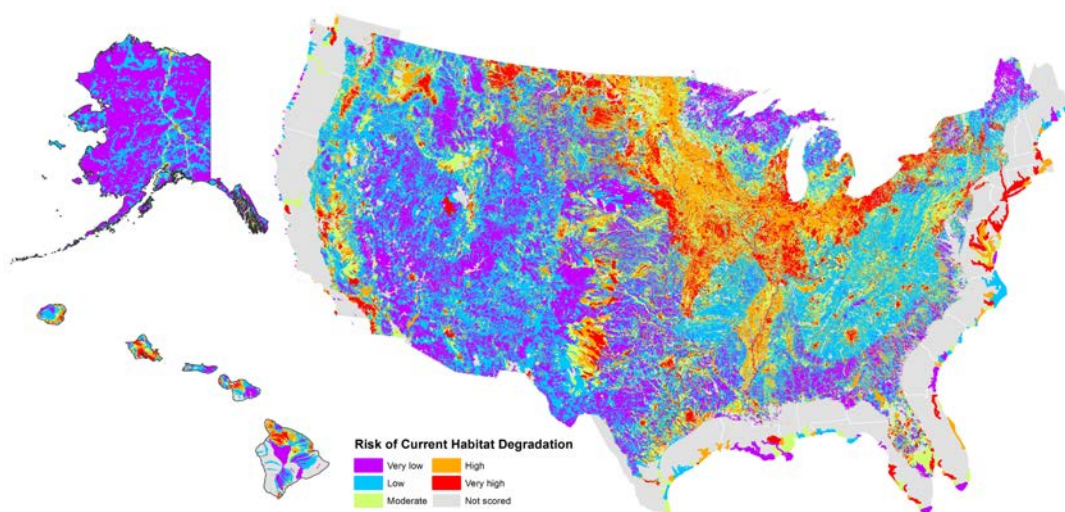 Risk of Current Habitat Degradation
Very low
High
Low
Very high
Moderate
Not scored